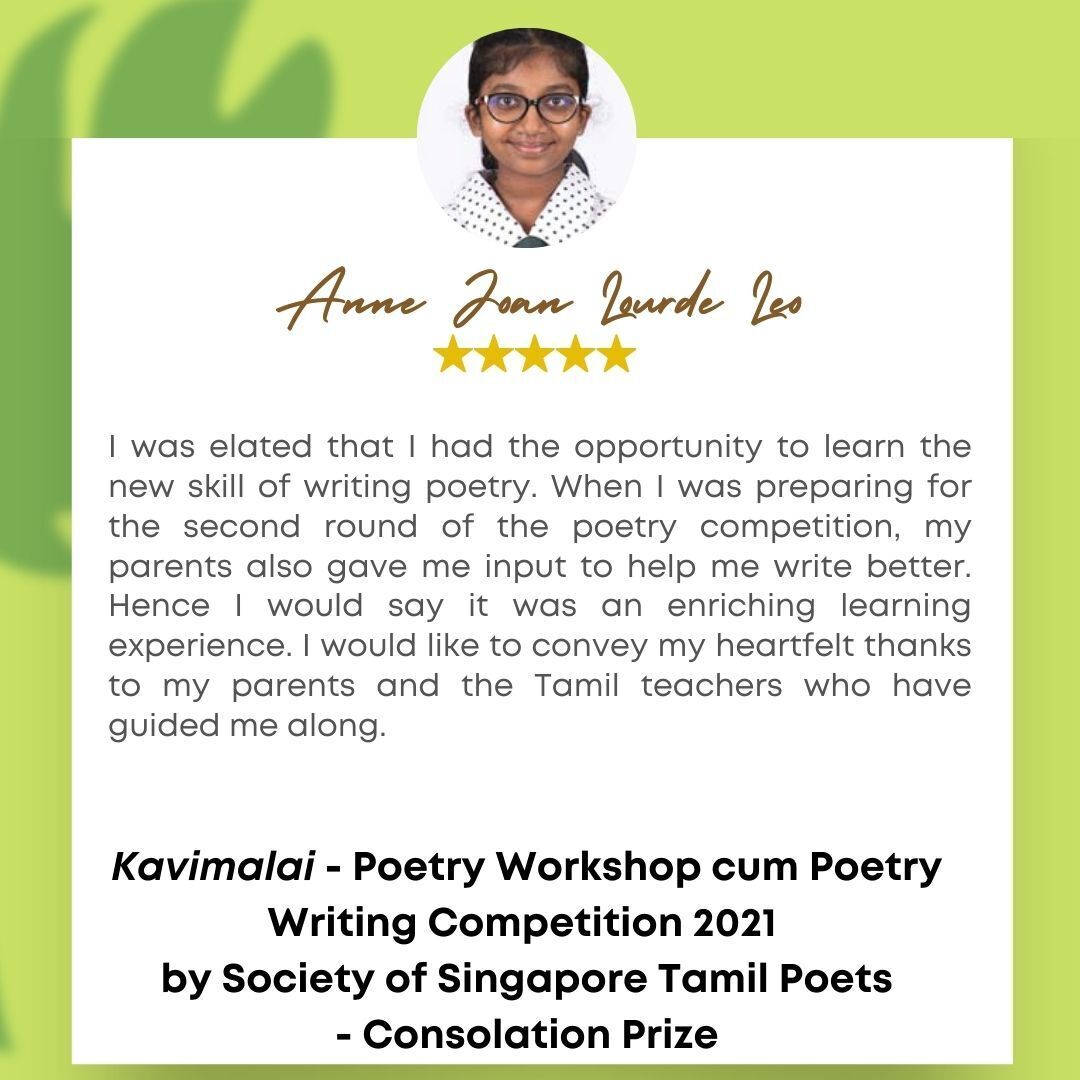 Anne Joan Lourde Leo
I was elated that I had the opportunity to learn the
new skill of writing poetry. When I was preparing for
the second round of the poetry competition, my
parents also gave me input to help me write better.
Hence I would say it was an enriching learning
experience. I would like to convey my heartfelt thanks
to my parents and the Tamil teachers who have
guided me along.
Kavimalai - Poetry Workshop cum Poetry
Writing Competition 2021
by Society of Singapore Tamil Poets
- Consolation Prize